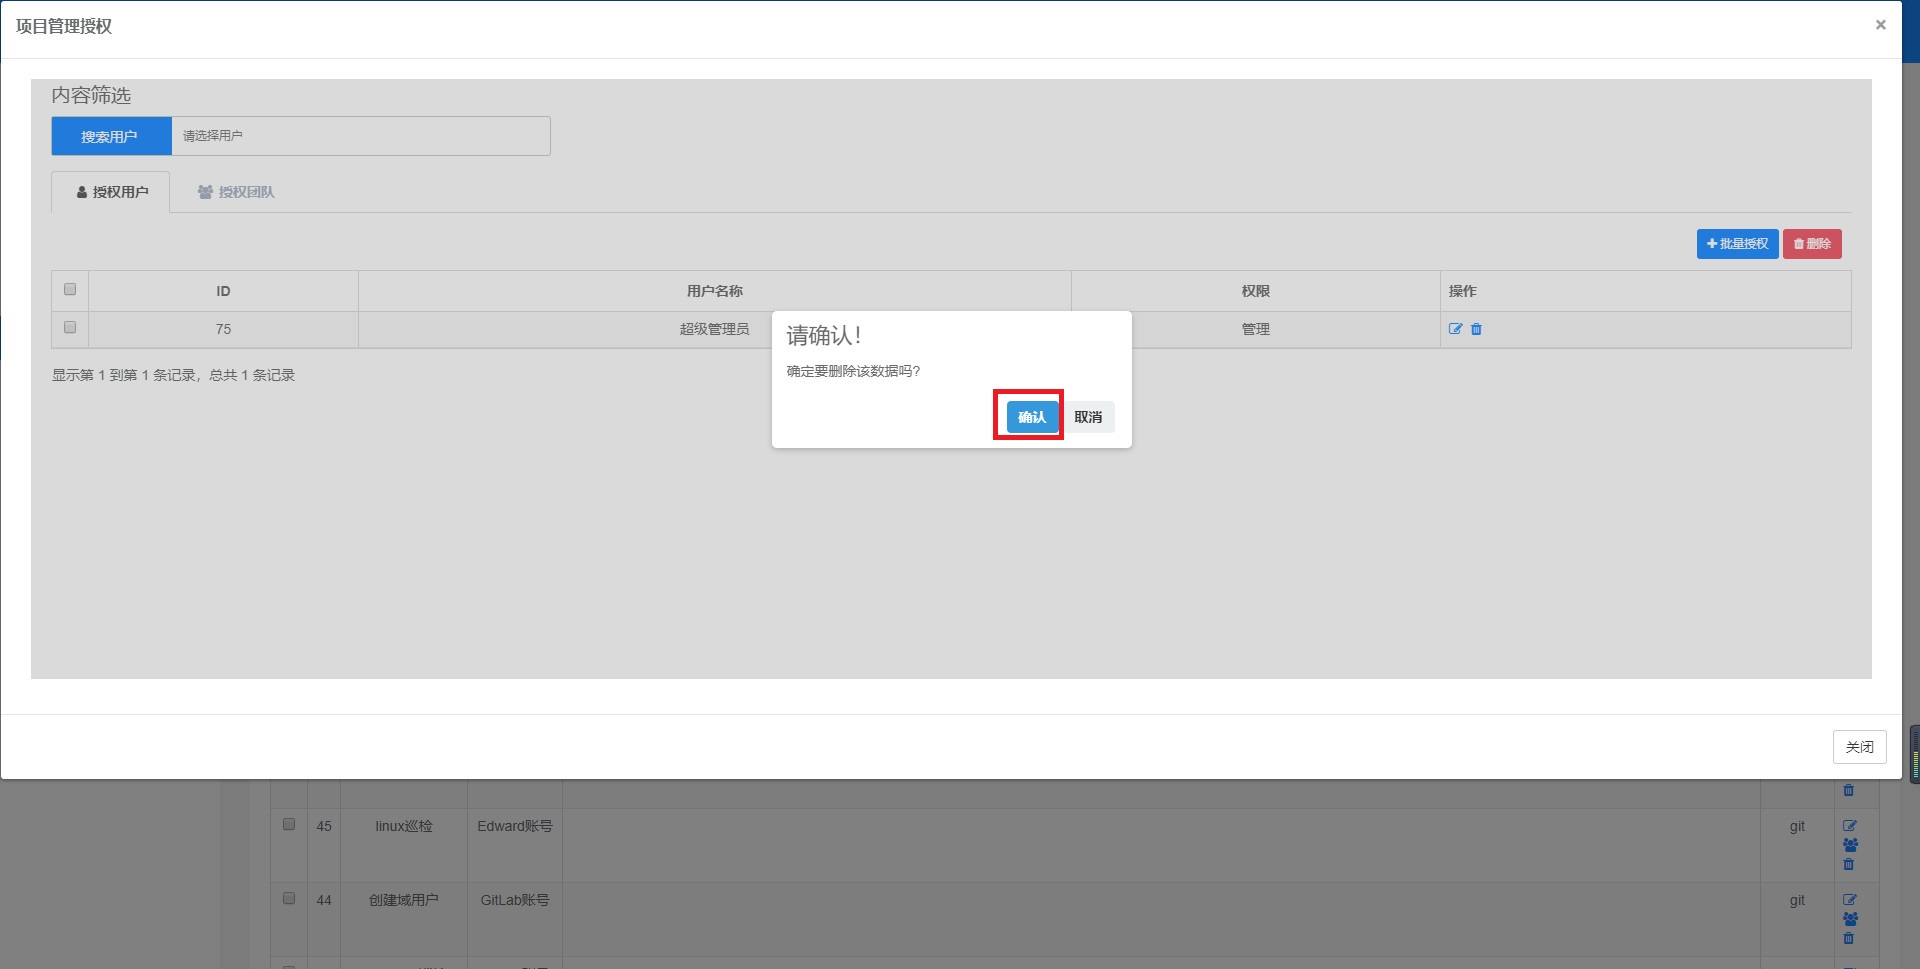 项目管理授权
×
内容筛选
搜索用户 请选择用户
授权用户 授权团队
批量授权 删除
ID 用户名称 权限 操作
75 超级管理员 管理
显示第 1 到第 1 条记录，总共 1 条记录
请确认！
确定要删除该数据吗?
确认 取消
关闭
45 linux巡检 Edward账号 git
44 创建域用户 GitLab账号 git